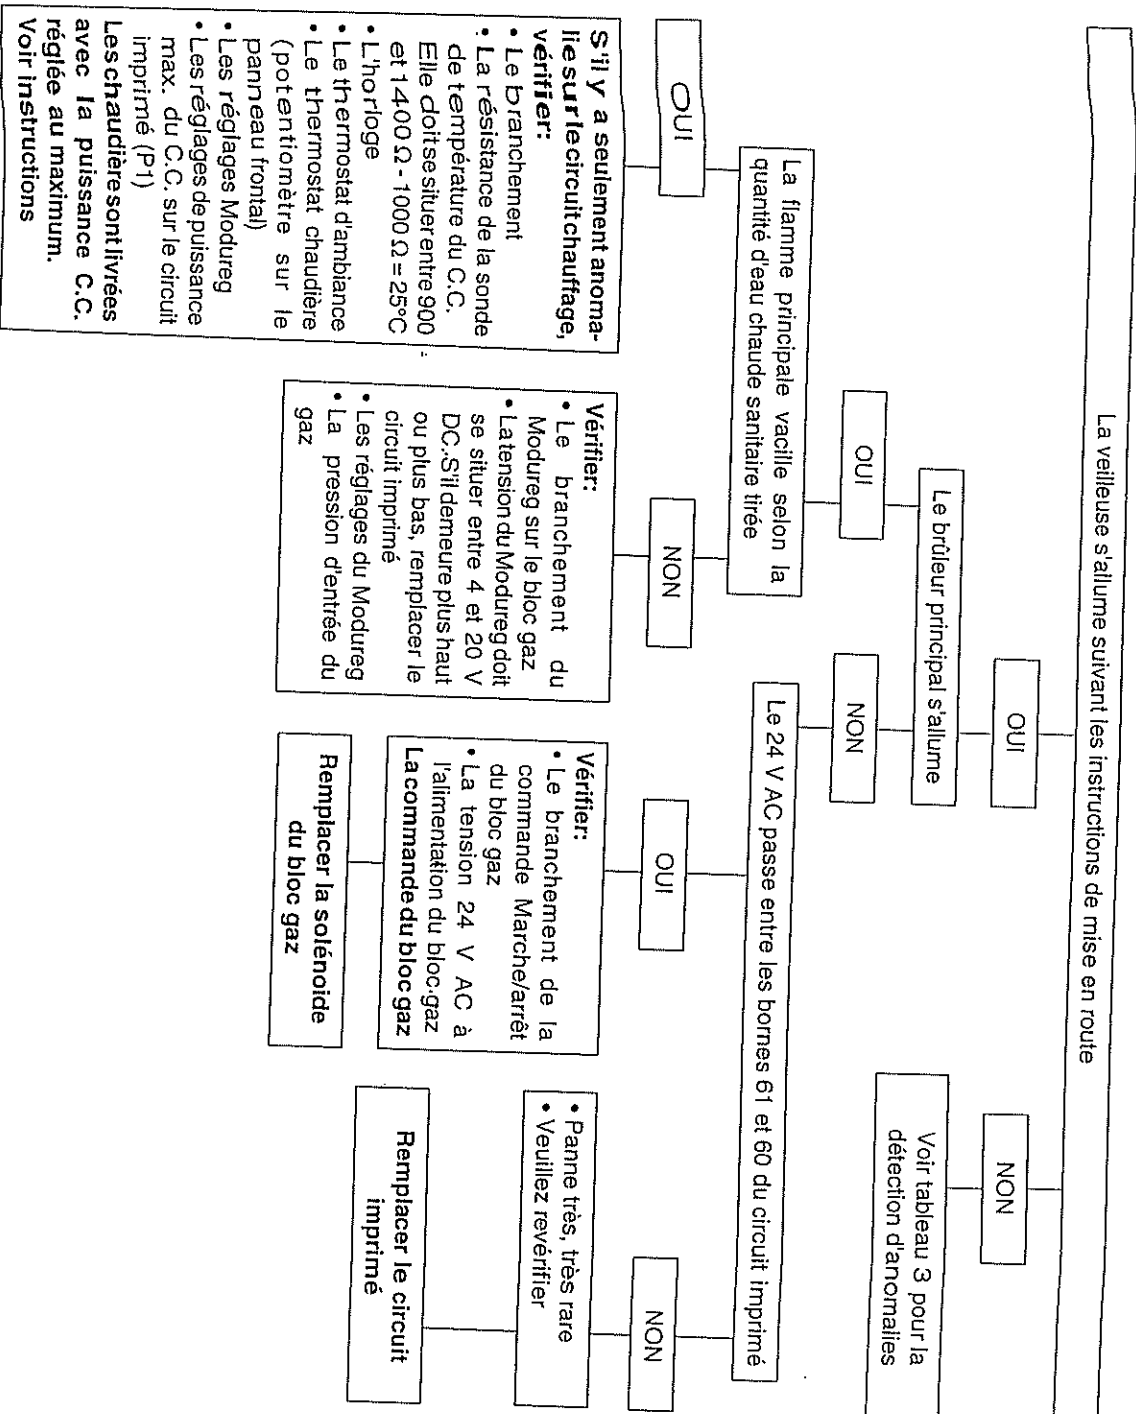 La veilleuse s'allume suivant les instructions de mise en route
OUI
NON
Le brûleur principal s'allume
Voir tableau 3 pour la
détection d'anomalies
OUI
NON
La flamme principale vacille selon la
quantité d'eau chaude sanitaire tirée
Le 24 V AC passe entre les bornes 61 et 60 du circuit imprimé
OUI
NON
OUI
NON
S'il y a seulement anoma-
lie sur le circuit chauffage,
vérifier:
• Le branchement
• La résistance de la sonde
de température du C.C.
Elle doit se situer entre 900
et 1400 Ω - 1000 Ω = 25°C
• L'horloge
• Le thermostat d'ambiance
• Le thermostat chaudière
(potentiomètre sur le
panneau frontal)
• Les réglages Modureg
• Les réglages de puissance
max. du C.C. sur le circuit
imprimé (P1)
Les chaudière sont livrées
avec la puissance C.C.
réglée au maximum.
Voir instructions
Vérifier:
• Le branchement du
Modureg sur le bloc gaz
• La tension du Modureg doit
se situer entre 4 et 20 V
DC. S'il demeure plus haut
ou plus bas, remplacer le
circuit imprimé
• Les réglages du Modureg
• La pression d'entrée du
gaz
Vérifier:
• Le branchement de la
commande Marche/arrêt
du bloc gaz
• La tension 24 V AC à
l'alimentation du bloc gaz
La commande du bloc gaz
Remplacer la solénoide
du bloc gaz
• Panne très, très rare
• Veuillez revérifier
Remplacer le circuit
imprimé